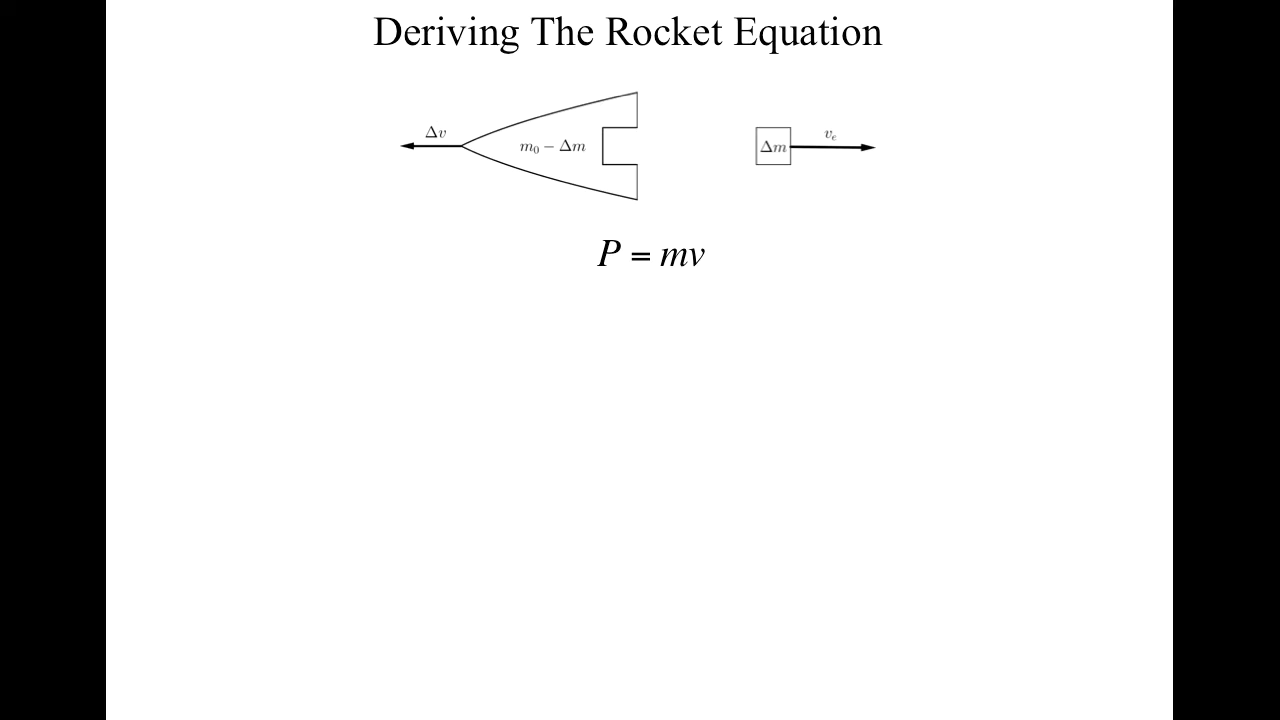 Deriving The Rocket Equation
Δv
m₀ − Δm
Δm
vₑ
P = mv